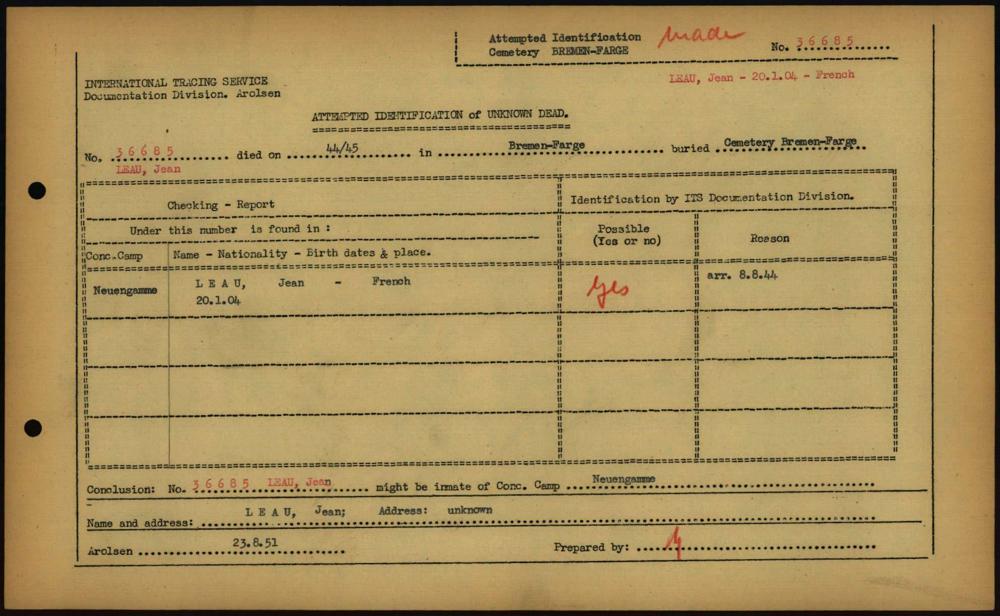 Attempted Identification made
Cemetery BREMEN-FARGE No. 36685
LEAU, Jean - 20.1.04 - French
INTERNATIONAL TRACING SERVICE
Documentation Division. Arolsen
ATTEMPTED IDENTIFICATION of UNKNOWN DEAD.
No. 36685 died on 44/45 in Bremen-Farge buried Cemetery Bremen-Farge
LEAU, Jean
Checking - Report
Identification by ITS Documentation Division.
Under this number is found in :
Possible
(Yes or no)
Reason
Conc.Camp
Name - Nationality - Birth dates & place.
Neuengamme
L E A U, Jean - French
20.1.04
yes
arr. 8.8.44
Conclusion: No. 36685 LEAU, Jean might be inmate of Conc. Camp Neuengamme
Name and address: L E A U, Jean; Address: unknown
Arolsen 23.8.51 Prepared by: